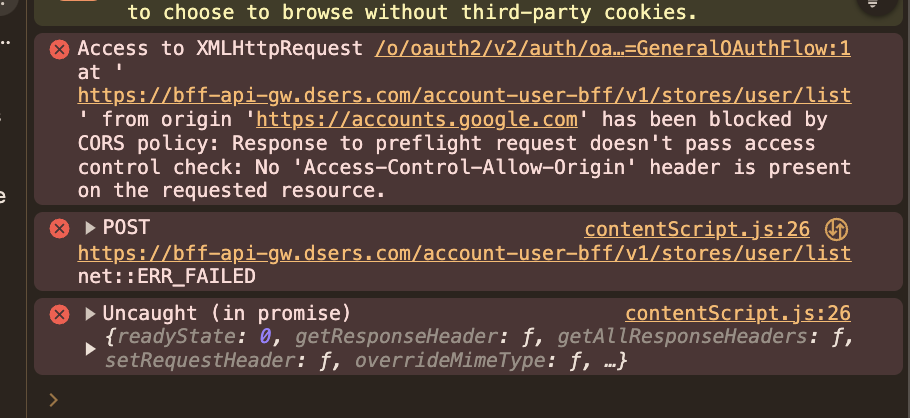 to choose to browse without third-party cookies.
Access to XMLHttpRequest /o/oauth2/v2/auth/oa…=GeneralOAuthFlow:1
at '
https://bff-api-gw.dsers.com/account-user-bff/v1/stores/user/list
' from origin 'https://accounts.google.com' has been blocked by
CORS policy: Response to preflight request doesn't pass access
control check: No 'Access-Control-Allow-Origin' header is present
on the requested resource.
POST contentScript.js:26
https://bff-api-gw.dsers.com/account-user-bff/v1/stores/user/list
net::ERR_FAILED
Uncaught (in promise) contentScript.js:26
{readyState: 0, getResponseHeader: ƒ, getAllResponseHeaders: ƒ,
setRequestHeader: ƒ, overrideMimeType: ƒ, …}